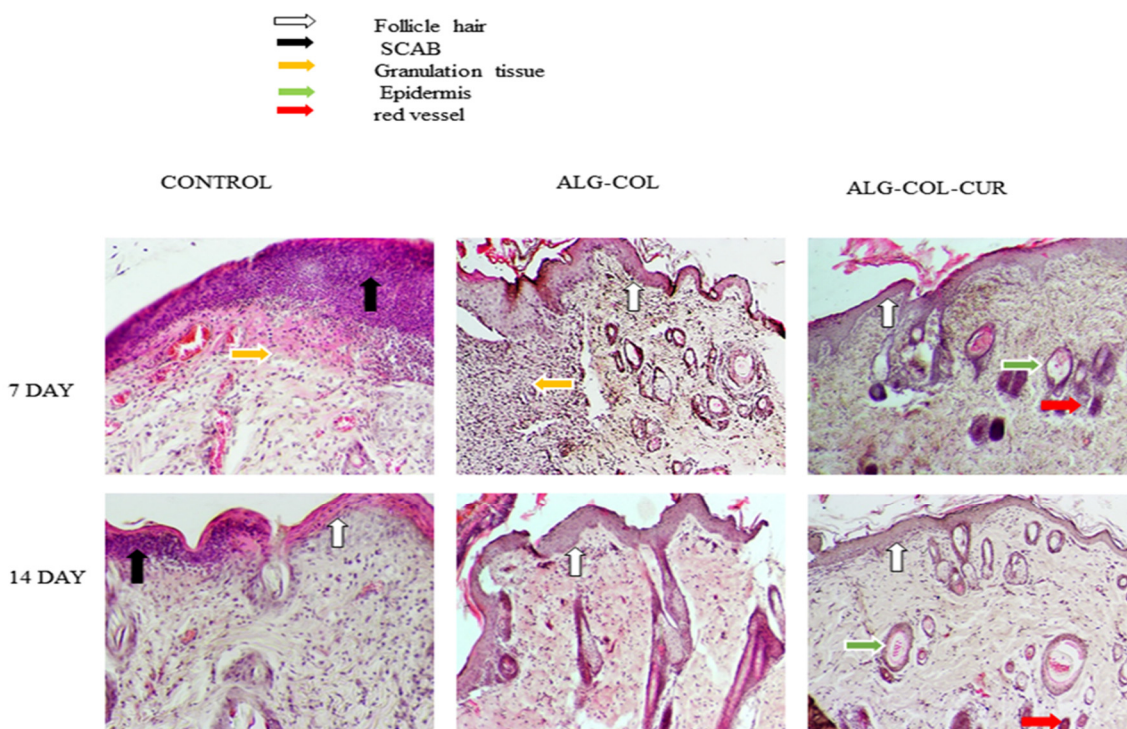 Follicle hair
SCAB
Granulation tissue
Epidermis
red vessel
CONTROL
ALG-COL
ALG-COL-CUR
7 DAY
14 DAY